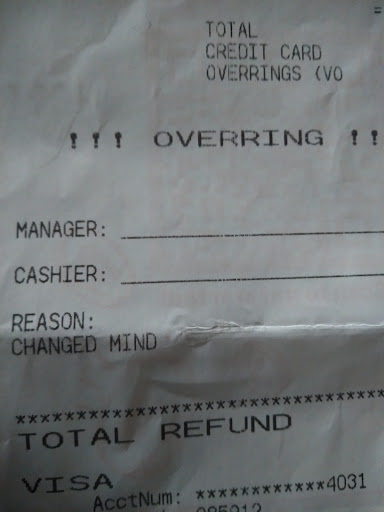 TOTAL
CREDIT CARD
OVERRINGS (VO
!!! OVERRING !!
MANAGER:
CASHIER:
REASON:
CHANGED MIND
*******************************
TOTAL REFUND
VISA
AcctNum: ************4031